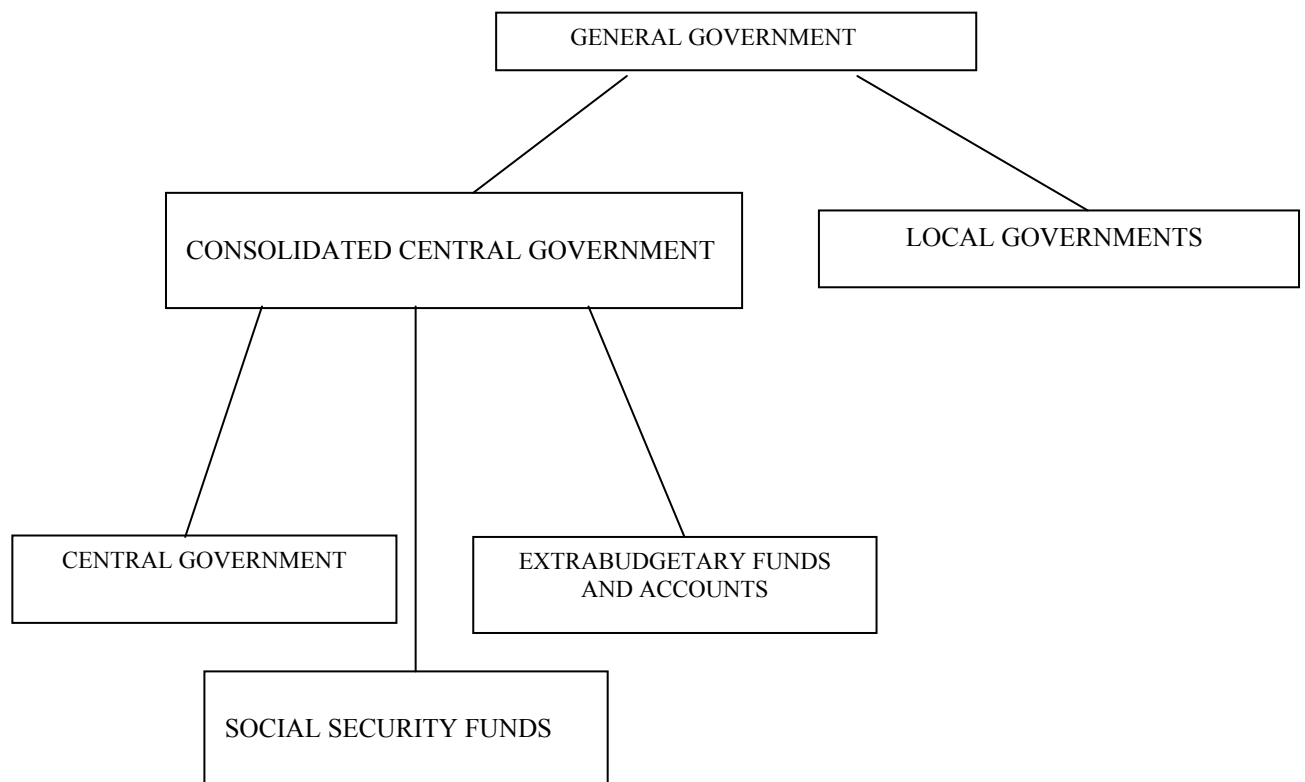 GENERAL GOVERNMENT
CONSOLIDATED CENTRAL GOVERNMENT
LOCAL GOVERNMENTS
CENTRAL GOVERNMENT
EXTRABUDGETARY FUNDS
AND ACCOUNTS
SOCIAL SECURITY FUNDS